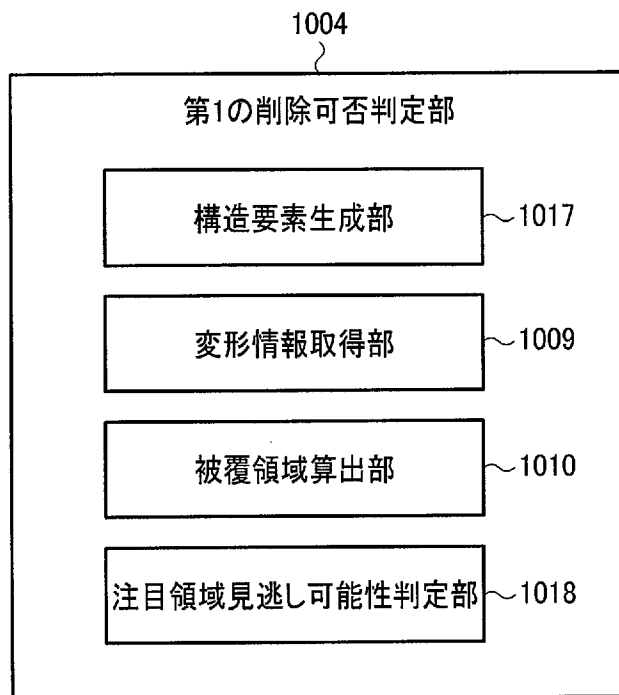 1004
第1の削除可否判定部
構造要素生成部 1017
変形情報取得部 1009
被覆領域算出部 1010
注目領域見逃し可能性判定部 1018